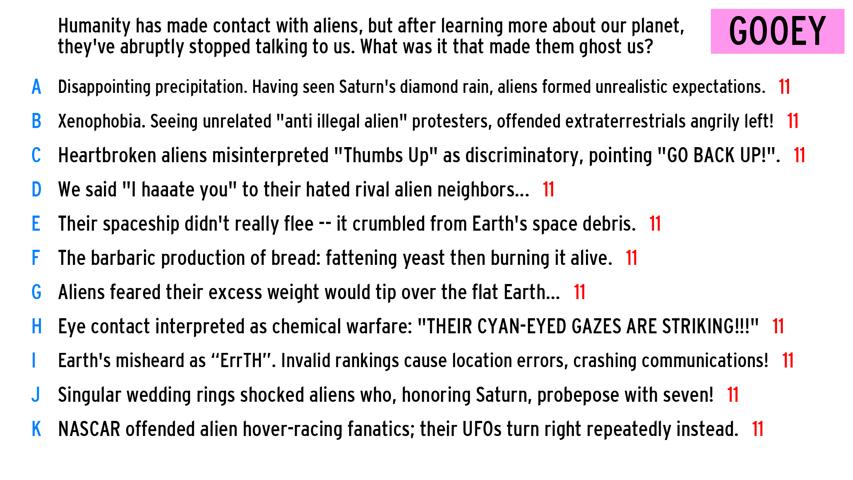 Humanity has made contact with aliens, but after learning more about our planet,
they've abruptly stopped talking to us. What was it that made them ghost us?
GOOEY
A Disappointing precipitation. Having seen Saturn's diamond rain, aliens formed unrealistic expectations. 11
B Xenophobia. Seeing unrelated "anti illegal alien" protesters, offended extraterrestrials angrily left! 11
C Heartbroken aliens misinterpreted "Thumbs Up" as discriminatory, pointing "GO BACK UP!". 11
D We said "I haaate you" to their hated rival alien neighbors... 11
E Their spaceship didn't really flee -- it crumbled from Earth's space debris. 11
F The barbaric production of bread: fattening yeast then burning it alive. 11
G Aliens feared their excess weight would tip over the flat Earth... 11
H Eye contact interpreted as chemical warfare: "THEIR CYAN-EYED GAZES ARE STRIKING!!!" 11
I Earth's misheard as “ErrTH”. Invalid rankings cause location errors, crashing communications! 11
J Singular wedding rings shocked aliens who, honoring Saturn, probepose with seven! 11
K NASCAR offended alien hover-racing fanatics; their UFOs turn right repeatedly instead. 11